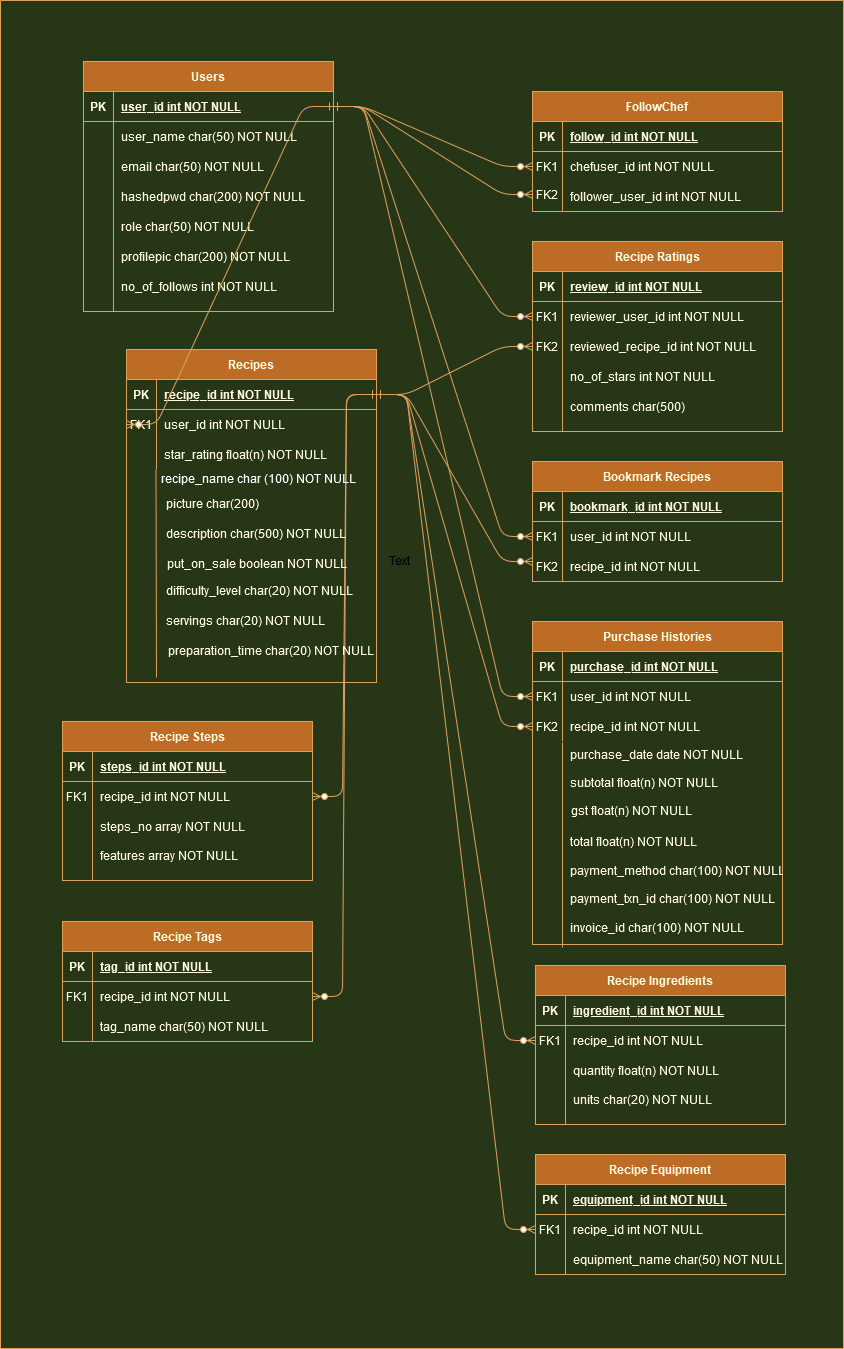 Users
PK user_id int NOT NULL
user_name char(50) NOT NULL
email char(50) NOT NULL
hashedpwd char(200) NOT NULL
role char(50) NOT NULL
profilepic char(200) NOT NULL
no_of_follows int NOT NULL
Recipes
PK recipe_id int NOT NULL
FK1 user_id int NOT NULL
star_rating float(n) NOT NULL
recipe_name char (100) NOT NULL
picture char(200)
description char(500) NOT NULL
put_on_sale boolean NOT NULL
difficulty_level char(20) NOT NULL
servings char(20) NOT NULL
preparation_time char(20) NOT NULL
Text
Recipe Steps
PK steps_id int NOT NULL
FK1 recipe_id int NOT NULL
steps_no array NOT NULL
features array NOT NULL
Recipe Tags
PK tag_id int NOT NULL
FK1 recipe_id int NOT NULL
tag_name char(50) NOT NULL
FollowChef
PK follow_id int NOT NULL
FK1 chefuser_id int NOT NULL
FK2 follower_user_id int NOT NULL
Recipe Ratings
PK review_id int NOT NULL
FK1 reviewer_user_id int NOT NULL
FK2 reviewed_recipe_id int NOT NULL
no_of_stars int NOT NULL
comments char(500)
Bookmark Recipes
PK bookmark_id int NOT NULL
FK1 user_id int NOT NULL
FK2 recipe_id int NOT NULL
Purchase Histories
PK purchase_id int NOT NULL
FK1 user_id int NOT NULL
FK2 recipe_id int NOT NULL
purchase_date date NOT NULL
subtotal float(n) NOT NULL
gst float(n) NOT NULL
total float(n) NOT NULL
payment_method char(100) NOT NULL
payment_txn_id char(100) NOT NULL
invoice_id char(100) NOT NULL
Recipe Ingredients
PK ingredient_id int NOT NULL
FK1 recipe_id int NOT NULL
quantity float(n) NOT NULL
units char(20) NOT NULL
Recipe Equipment
PK equipment_id int NOT NULL
FK1 recipe_id int NOT NULL
equipment_name char(50) NOT NULL